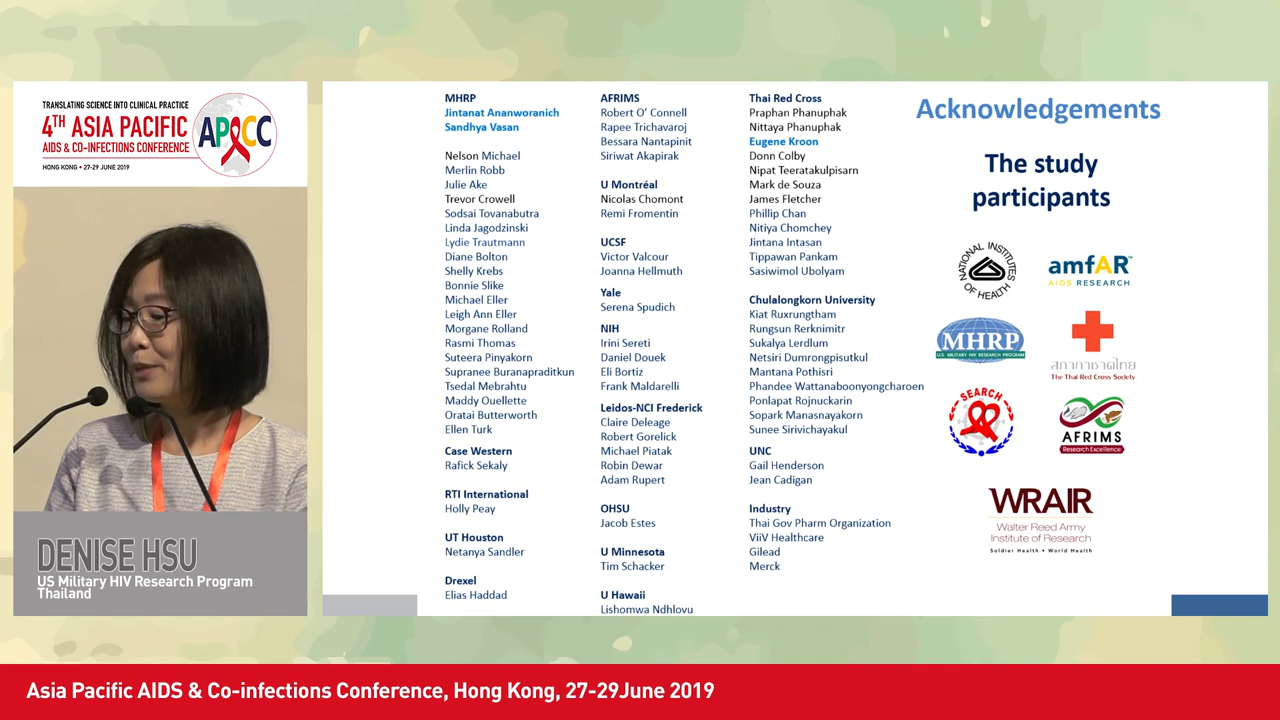 TRANSLATING SCIENCE INTO CLINICAL PRACTICE
4TH ASIA PACIFIC
AIDS & CO-INFECTIONS CONFERENCE
HONG KONG • 27-29 JUNE 2019
APACC
DENISE HSU
US Military HIV Research Program
Thailand
MHRP
Jintanat Ananworanich
Sandhya Vasan
Nelson Michael
Merlin Robb
Julie Ake
Trevor Crowell
Sodsai Tovanabutra
Linda Jagodzinski
Lydie Trautmann
Diane Bolton
Shelly Krebs
Bonnie Slike
Michael Eller
Leigh Ann Eller
Morgane Rolland
Rasmi Thomas
Suteera Pinyakorn
Supranee Buranapraditkun
Tsedal Mebrahtu
Maddy Ouellette
Oratai Butterworth
Ellen Turk
Case Western
Rafick Sekaly
RTI International
Holly Peay
UT Houston
Netanya Sandler
Drexel
Elias Haddad
AFRIMS
Robert O’ Connell
Rapee Trichavaroj
Bessara Nantapinit
Siriwat Akapirak
U Montréal
Nicolas Chomont
Remi Fromentin
UCSF
Victor Valcour
Joanna Hellmuth
Yale
Serena Spudich
NIH
Irini Sereti
Daniel Douek
Eli Bortiz
Frank Maldarelli
Leidos-NCI Frederick
Claire Deleage
Robert Gorelick
Michael Piatak
Robin Dewar
Adam Rupert
OHSU
Jacob Estes
U Minnesota
Tim Schacker
U Hawaii
Lishomwa Ndhlovu
Thai Red Cross
Praphan Phanuphak
Nittaya Phanuphak
Eugene Kroon
Donn Colby
Nipat Teeratakulpisarn
Mark de Souza
James Fletcher
Phillip Chan
Nitiya Chomchey
Jintana Intasan
Tippawan Pankam
Sasiwimol Ubolyam
Chulalongkorn University
Kiat Ruxrungtham
Rungsun Rerknimitr
Sukalya Lerdlum
Netsiri Dumrongpisutkul
Mantana Pothisri
Phandee Wattanaboonyongcharoen
Ponlapat Rojnuckarin
Sopark Manasnayakorn
Sunee Sirivichayakul
UNC
Gail Henderson
Jean Cadigan
Industry
Thai Gov Pharm Organization
ViiV Healthcare
Gilead
Merck
Acknowledgements
The study
participants
NATIONAL INSTITUTES
OF HEALTH
amfAR™
AIDS RESEARCH
MHRP
U.S. MILITARY HIV RESEARCH PROGRAM
สภากาชาดไทย
The Thai Red Cross Society
SEARCH
AFRIMS
Research Excellence
WRAIR
Walter Reed Army
Institute of Research
Soldier Health • World Health
Asia Pacific AIDS & Co-infections Conference, Hong Kong, 27-29June 2019